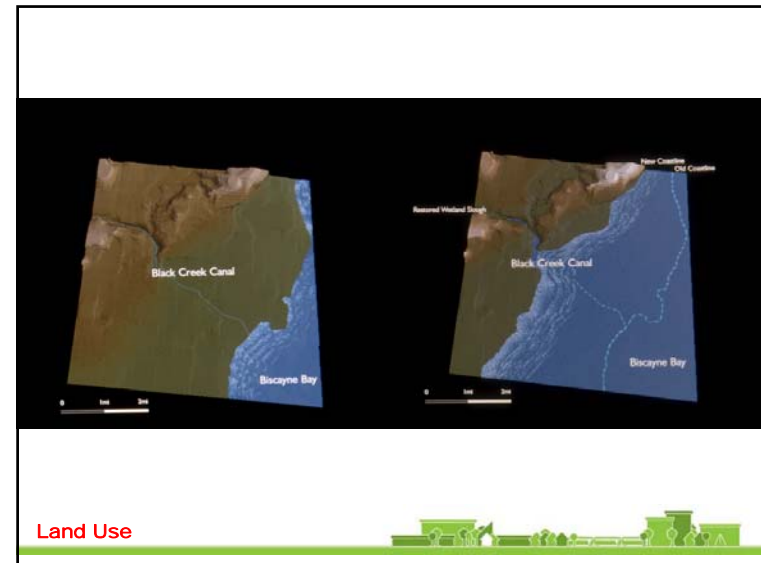 Black Creek Canal
Biscayne Bay
0 1mi 2mi
New Coastline
Old Coastline
Restored Wetland Slough
Black Creek Canal
Biscayne Bay
0 1mi 2mi
Land Use